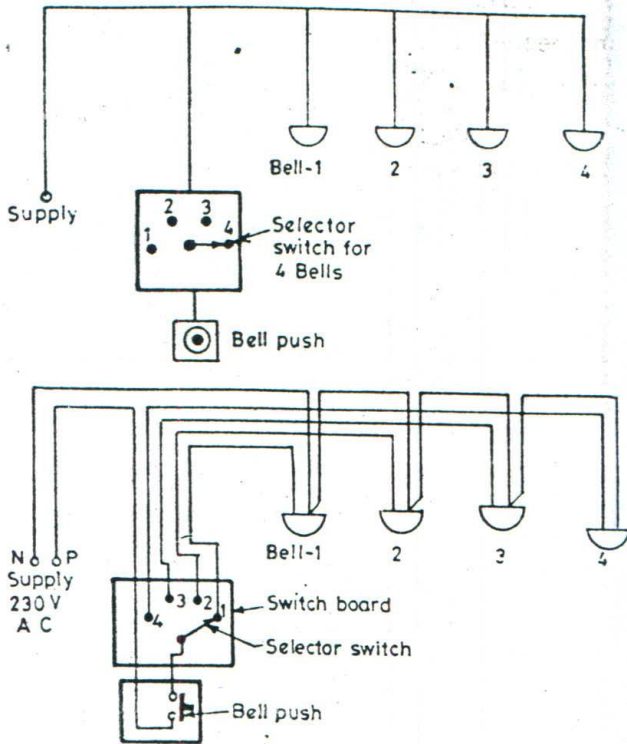 Bell-1 2 3 4
Supply
2 3
1 4
Selector
switch for
4 Bells
Bell push
N P
Supply
230 V
A C
Bell-1 2 3 4
4 3 2 1
Switch board
Selector switch
Bell push